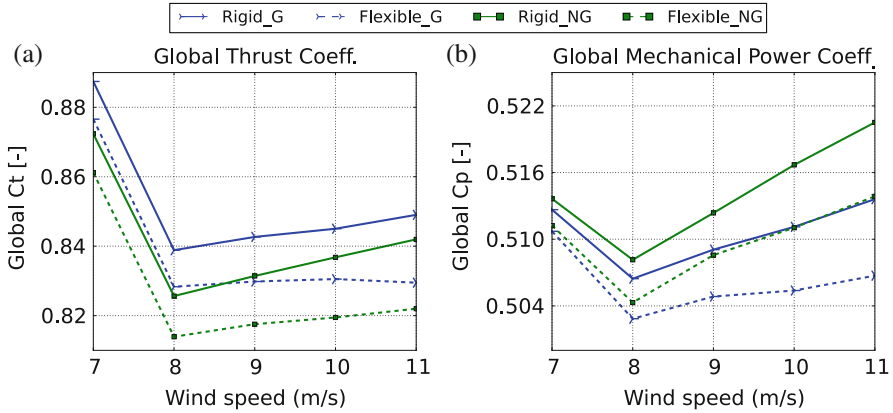 Rigid_G Flexible_G Rigid_NG Flexible_NG
(a) Global Thrust Coeff.
0.88
0.86
0.84
0.82
Global Ct [-]
7 8 9 10 11
Wind speed (m/s)
(b) Global Mechanical Power Coeff.
0.522
0.516
0.510
0.504
Global Cp [-]
7 8 9 10 11
Wind speed (m/s)